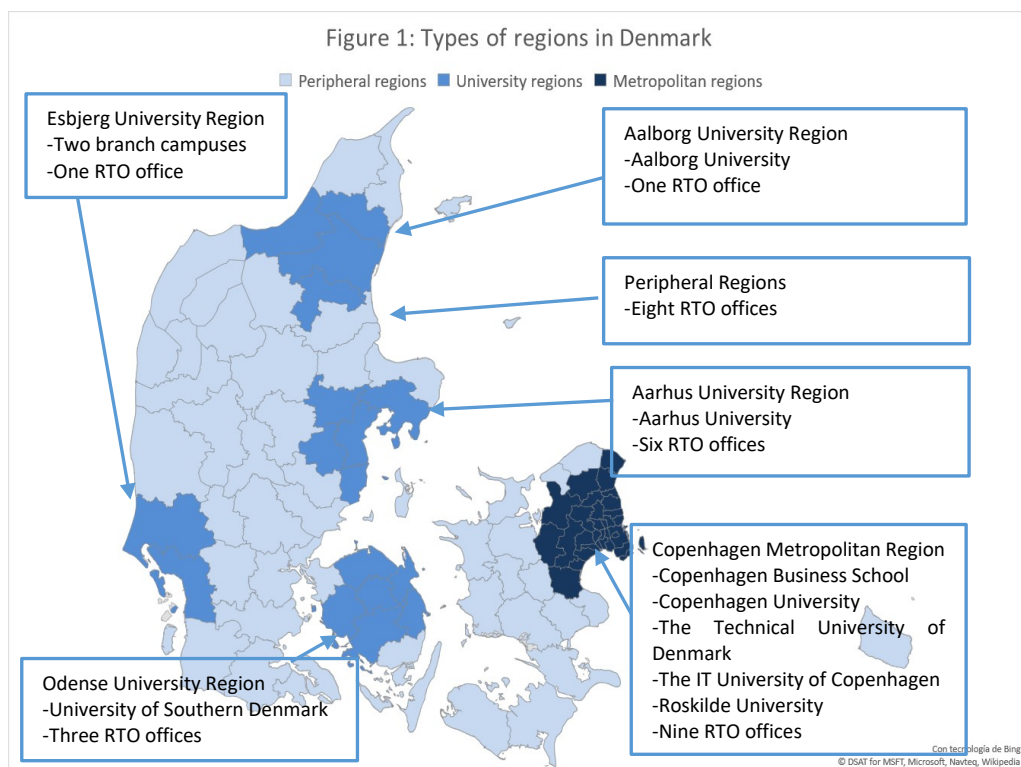 Figure 1: Types of regions in Denmark
Peripheral regions University regions Metropolitan regions
Esbjerg University Region
-Two branch campuses
-One RTO office
Aalborg University Region
-Aalborg University
-One RTO office
Peripheral Regions
-Eight RTO offices
Aarhus University Region
-Aarhus University
-Six RTO offices
Copenhagen Metropolitan Region
-Copenhagen Business School
-Copenhagen University
-The Technical University of
Denmark
-The IT University of Copenhagen
-Roskilde University
-Nine RTO offices
Odense University Region
-University of Southern Denmark
-Three RTO offices
Con tecnología de Bing
© DSAT for MSFT, Microsoft, Navteq, Wikipedia